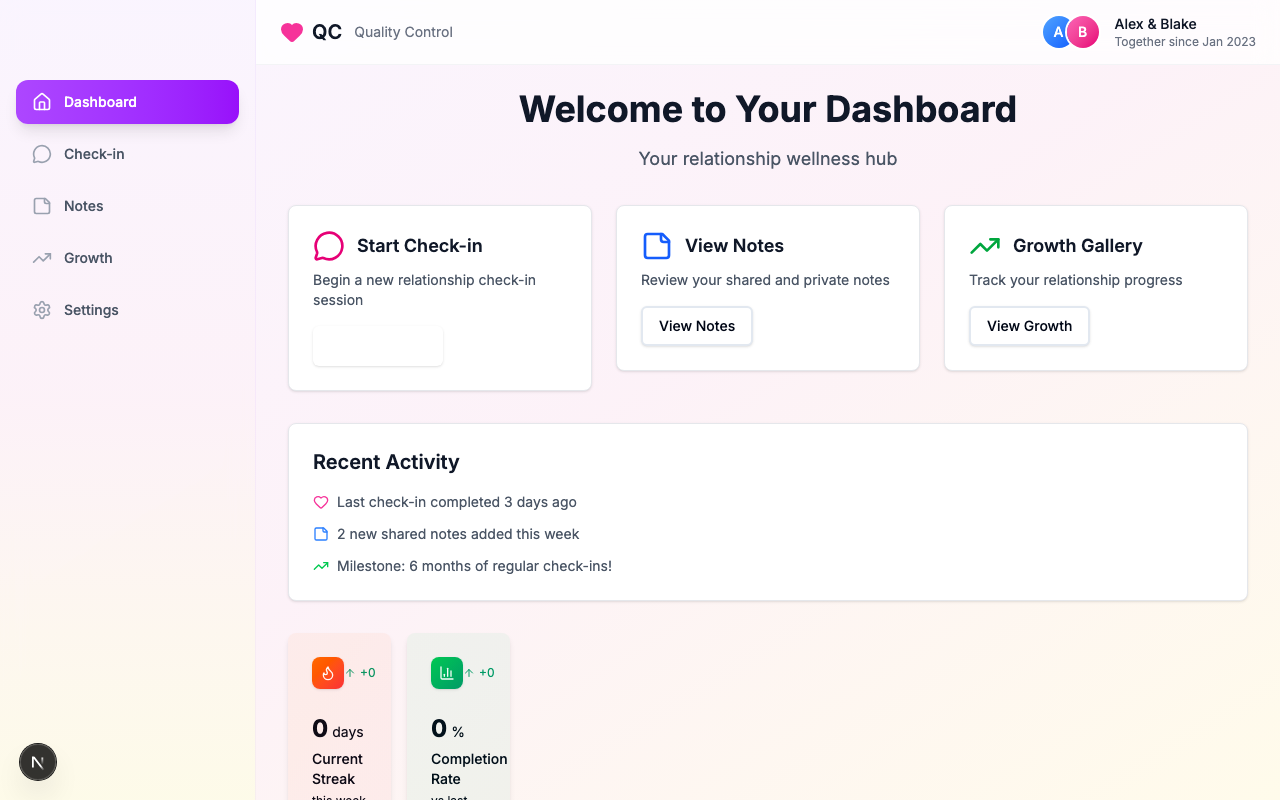 QC Quality Control
A B Alex & Blake
Together since Jan 2023
Dashboard
Check-in
Notes
Growth
Settings
Welcome to Your Dashboard
Your relationship wellness hub
Start Check-in
Begin a new relationship check-in
session
View Notes
Review your shared and private notes
View Notes
Growth Gallery
Track your relationship progress
View Growth
Recent Activity
Last check-in completed 3 days ago
2 new shared notes added this week
Milestone: 6 months of regular check-ins!
↑ +0
0 days
Current
Streak
this week
↑ +0
0 %
Completion
Rate
vs last
N